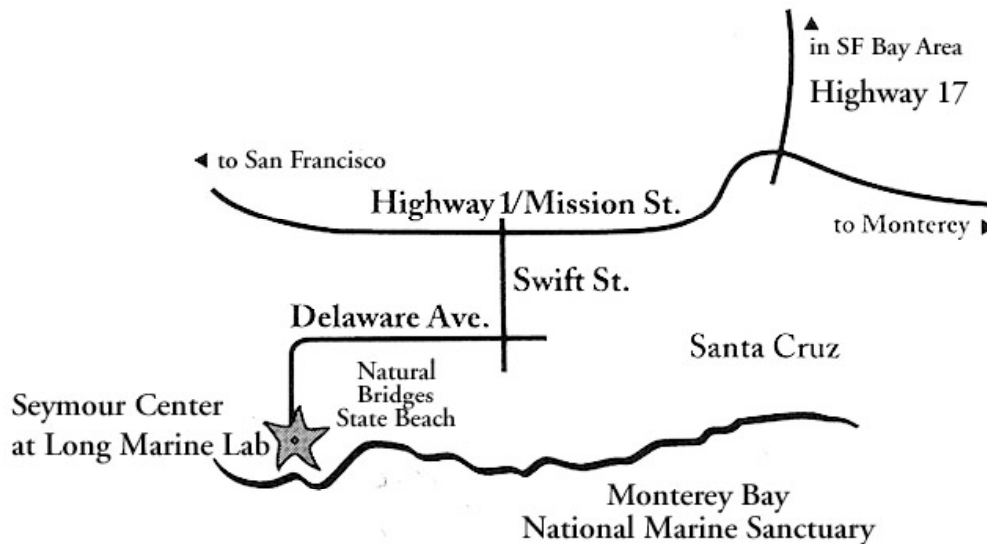 in SF Bay Area
Highway 17
to San Francisco
Highway 1/Mission St.
to Monterey
Swift St.
Delaware Ave.
Santa Cruz
Natural
Bridges
State Beach
Seymour Center
at Long Marine Lab
Monterey Bay
National Marine Sanctuary